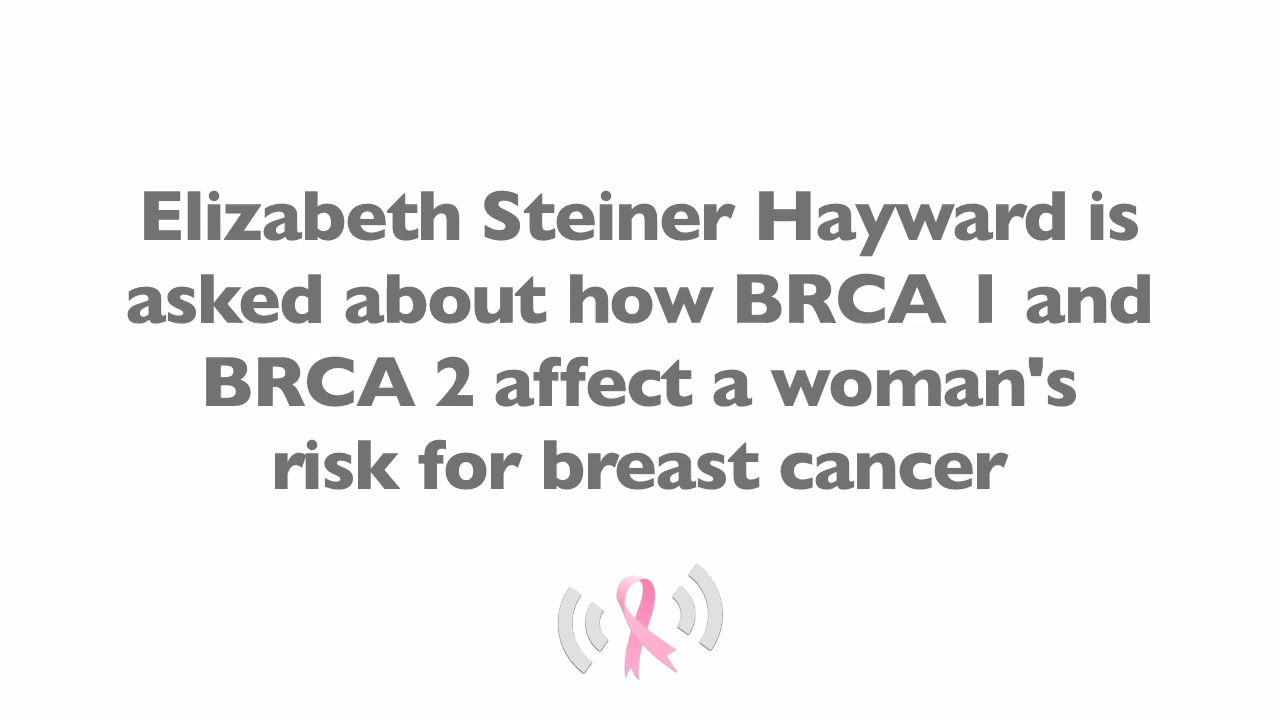 Elizabeth Steiner Hayward is
asked about how BRCA 1 and
BRCA 2 affect a woman's
risk for breast cancer